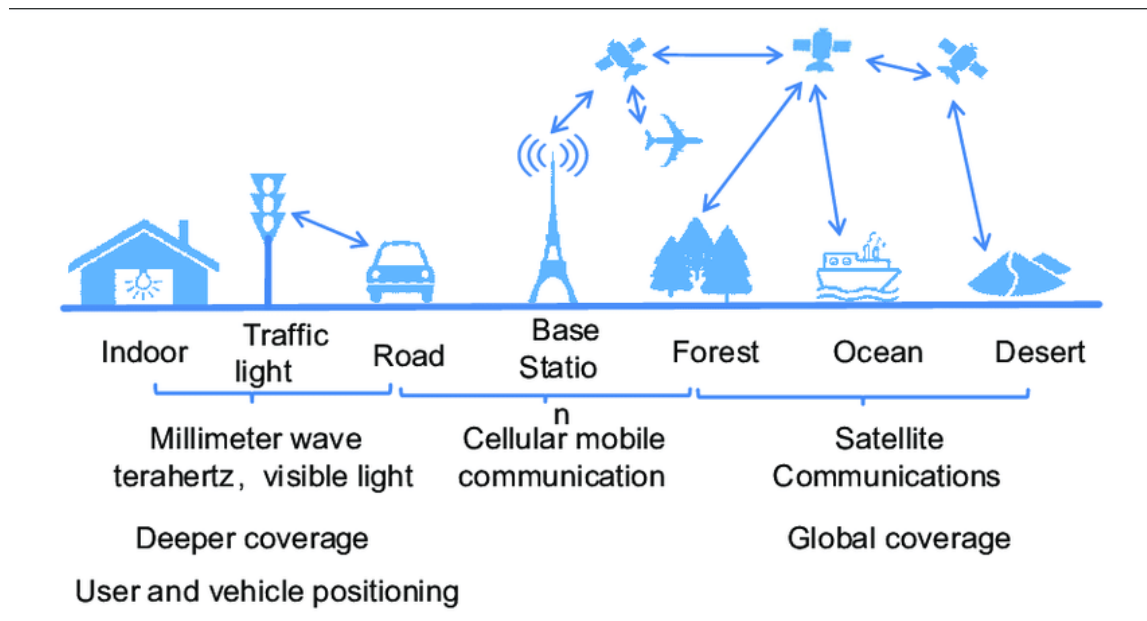 Indoor
Traffic
light
Road
Base
Statio
n
Forest
Ocean
Desert
Millimeter wave
terahertz, visible light
Cellular mobile
communication
Satellite
Communications
Deeper coverage
Global coverage
User and vehicle positioning